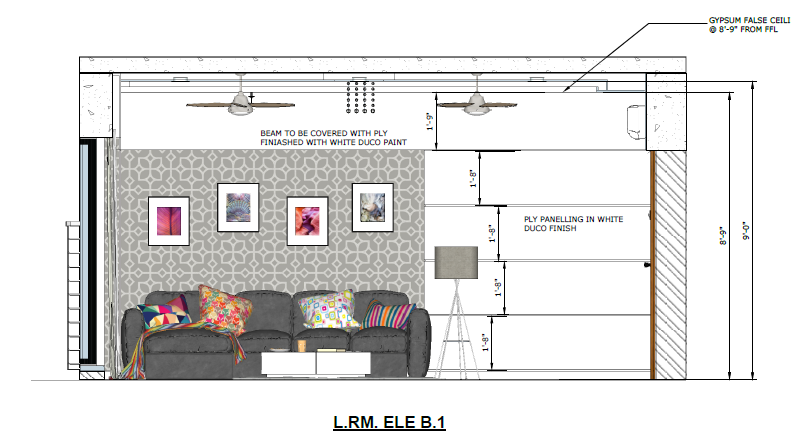 GYPSUM FALSE CEILI
@ 8'-9" FROM FFL
1'-9"
BEAM TO BE COVERED WITH PLY
FINIASHED WITH WHITE DUCO PAINT
1'-8"
PLY PANELLING IN WHITE
DUCO FINISH
1'-8"
8'-9"
9'-0"
1'-8"
1'-8"
L.RM. ELE B.1